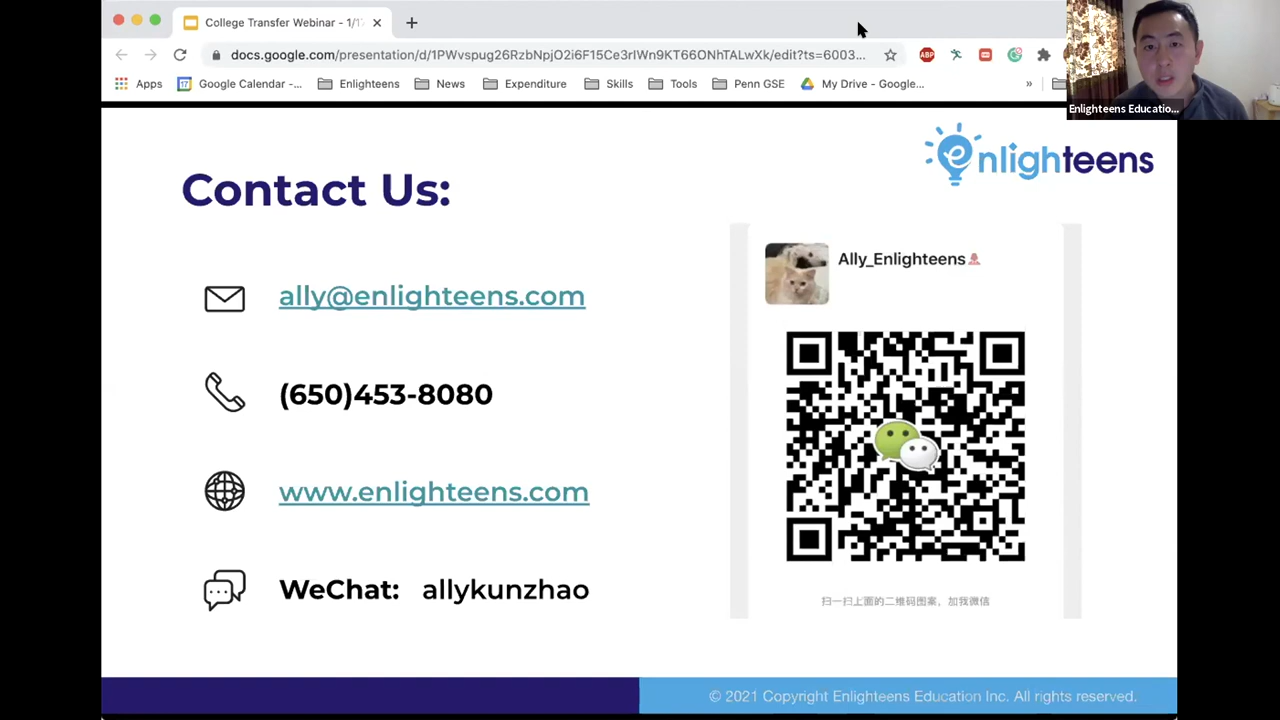 College Transfer Webinar - 1/17
docs.google.com/presentation/d/1PWvspug26RzbNpjO2i6F15Ce3rIWn9KT66ONhTALwXk/edit?ts=6003...
ABP
Apps
17
Google Calendar -...
Enlighteens
News
Expenditure
Skills
Tools
Penn GSE
My Drive - Google...
»
Enlighteens Educatio...
enlighteens
Contact Us:
ally@enlighteens.com
(650)453-8080
www.enlighteens.com
WeChat: allykunzhao
Ally_Enlighteens
扫一扫上面的二维码图案，加我微信
© 2021 Copyright Enlighteens Education Inc. All rights reserved.